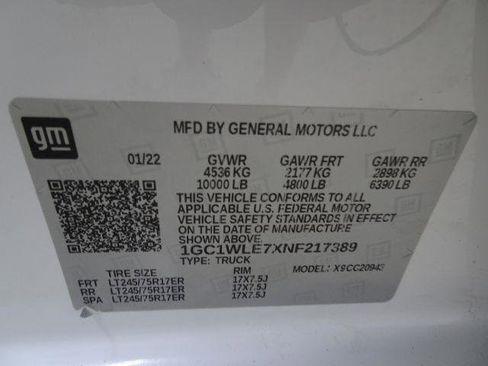 gm
MFD BY GENERAL MOTORS LLC
01/22 GVWR GAWR FRT GAWR RR
4536 KG 2177 KG 2898 KG
10000 LB 4800 LB 6390 LB
THIS VEHICLE CONFORMS TO ALL
APPLICABLE U.S. FEDERAL MOTOR
VEHICLE SAFETY STANDARDS IN EFFECT
ON THE DATE OF MANUFACTURE
SHOWN ABOVE.
1GC1WLE7XNF217389
TYPE: TRUCK MODEL: X9CC20943
TIRE SIZE RIM
FRT LT245/75R17ER 17X7.5J
RR LT245/75R17ER 17X7.5J
SPA LT245/75R17ER 17X7.5J